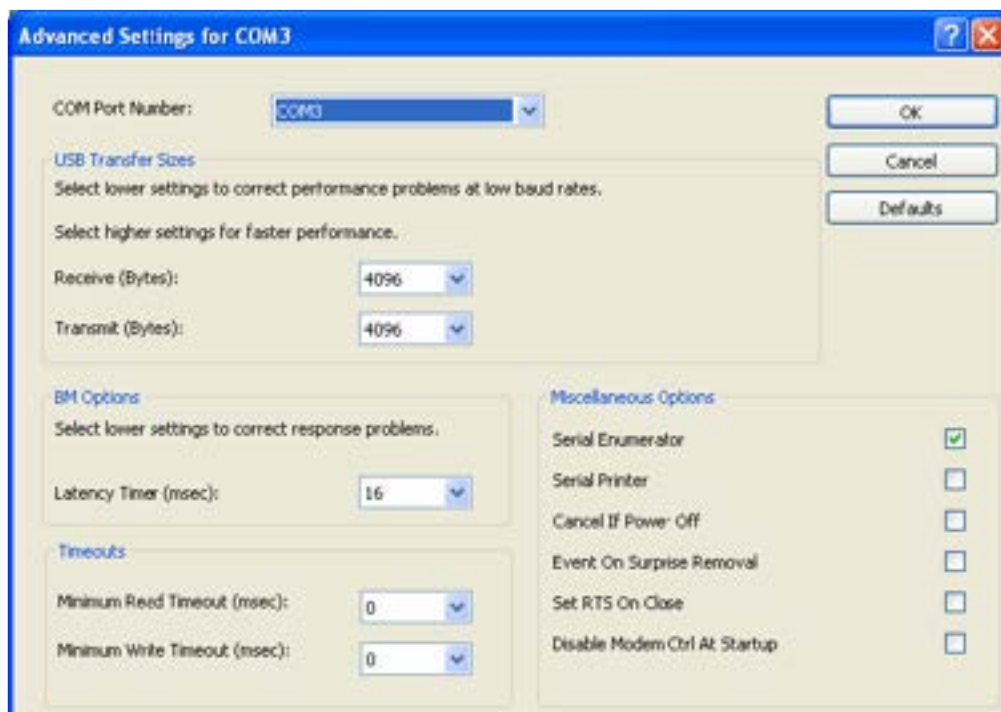 Advanced Settings for COM3
COM Port Number: COM3
OK
Cancel
Defaults
USB Transfer Sizes
Select lower settings to correct performance problems at low baud rates.
Select higher settings for faster performance.
Receive (Bytes): 4096
Transmit (Bytes): 4096
BM Options
Select lower settings to correct response problems.
Latency Timer (msec): 16
Timeouts
Minimum Read Timeout (msec): 0
Minimum Write Timeout (msec): 0
Miscellaneous Options
Serial Enumerator
Serial Printer
Cancel If Power Off
Event On Surprise Removal
Set RTS On Close
Disable Modem Ctrl At Startup